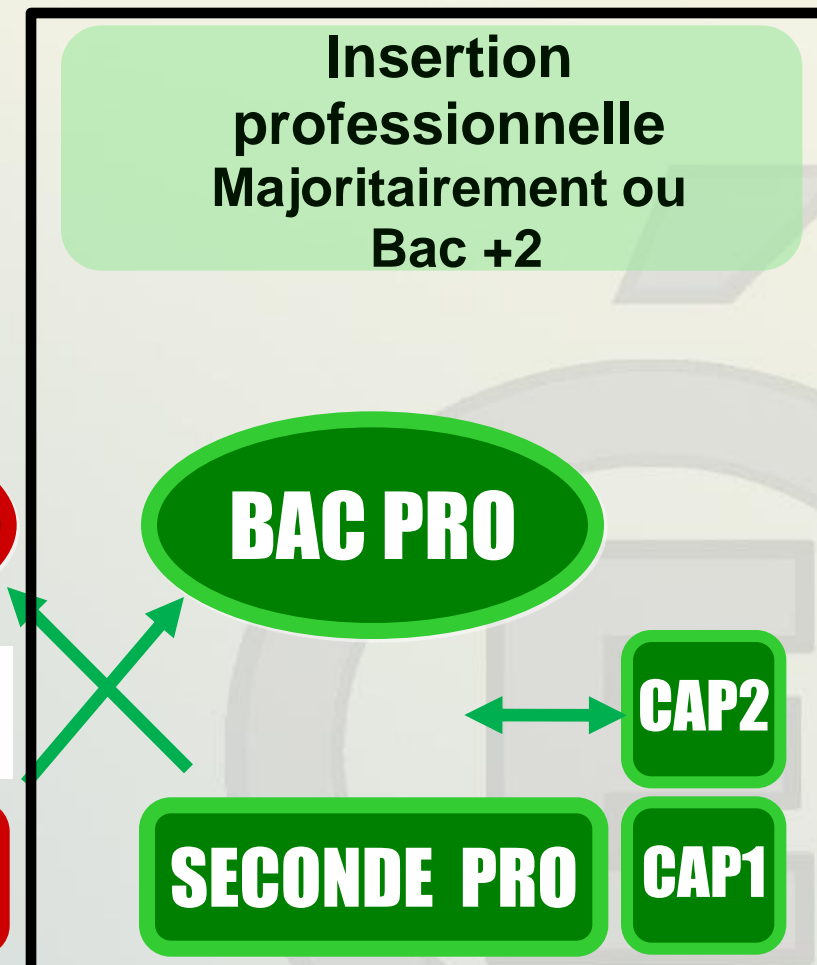 Insertion
professionnelle
Majoritairement ou
Bac +2
BAC PRO
CAP2
SECONDE PRO
CAP1